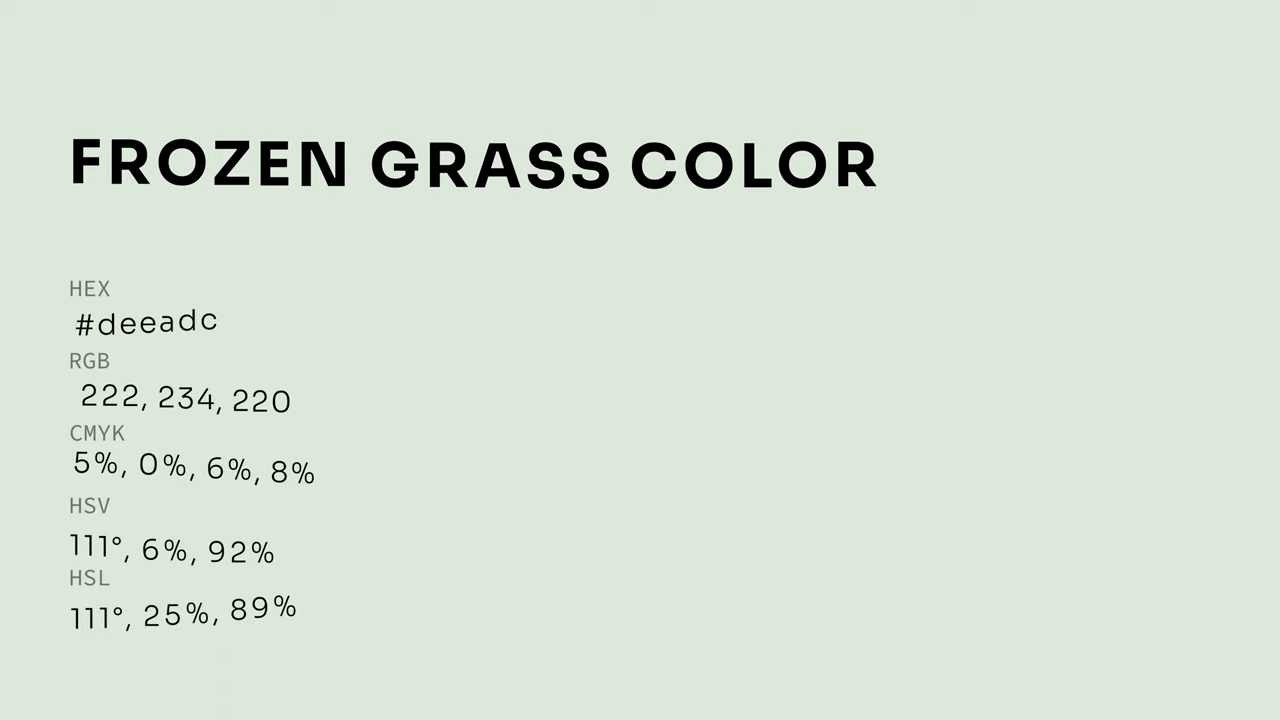 FROZEN GRASS COLOR
HEX
#deeadc
RGB
222, 234, 220
CMYK
5%, 0%, 6%, 8%
HSV
111°, 6%, 92%
HSL
111°, 25%, 89%